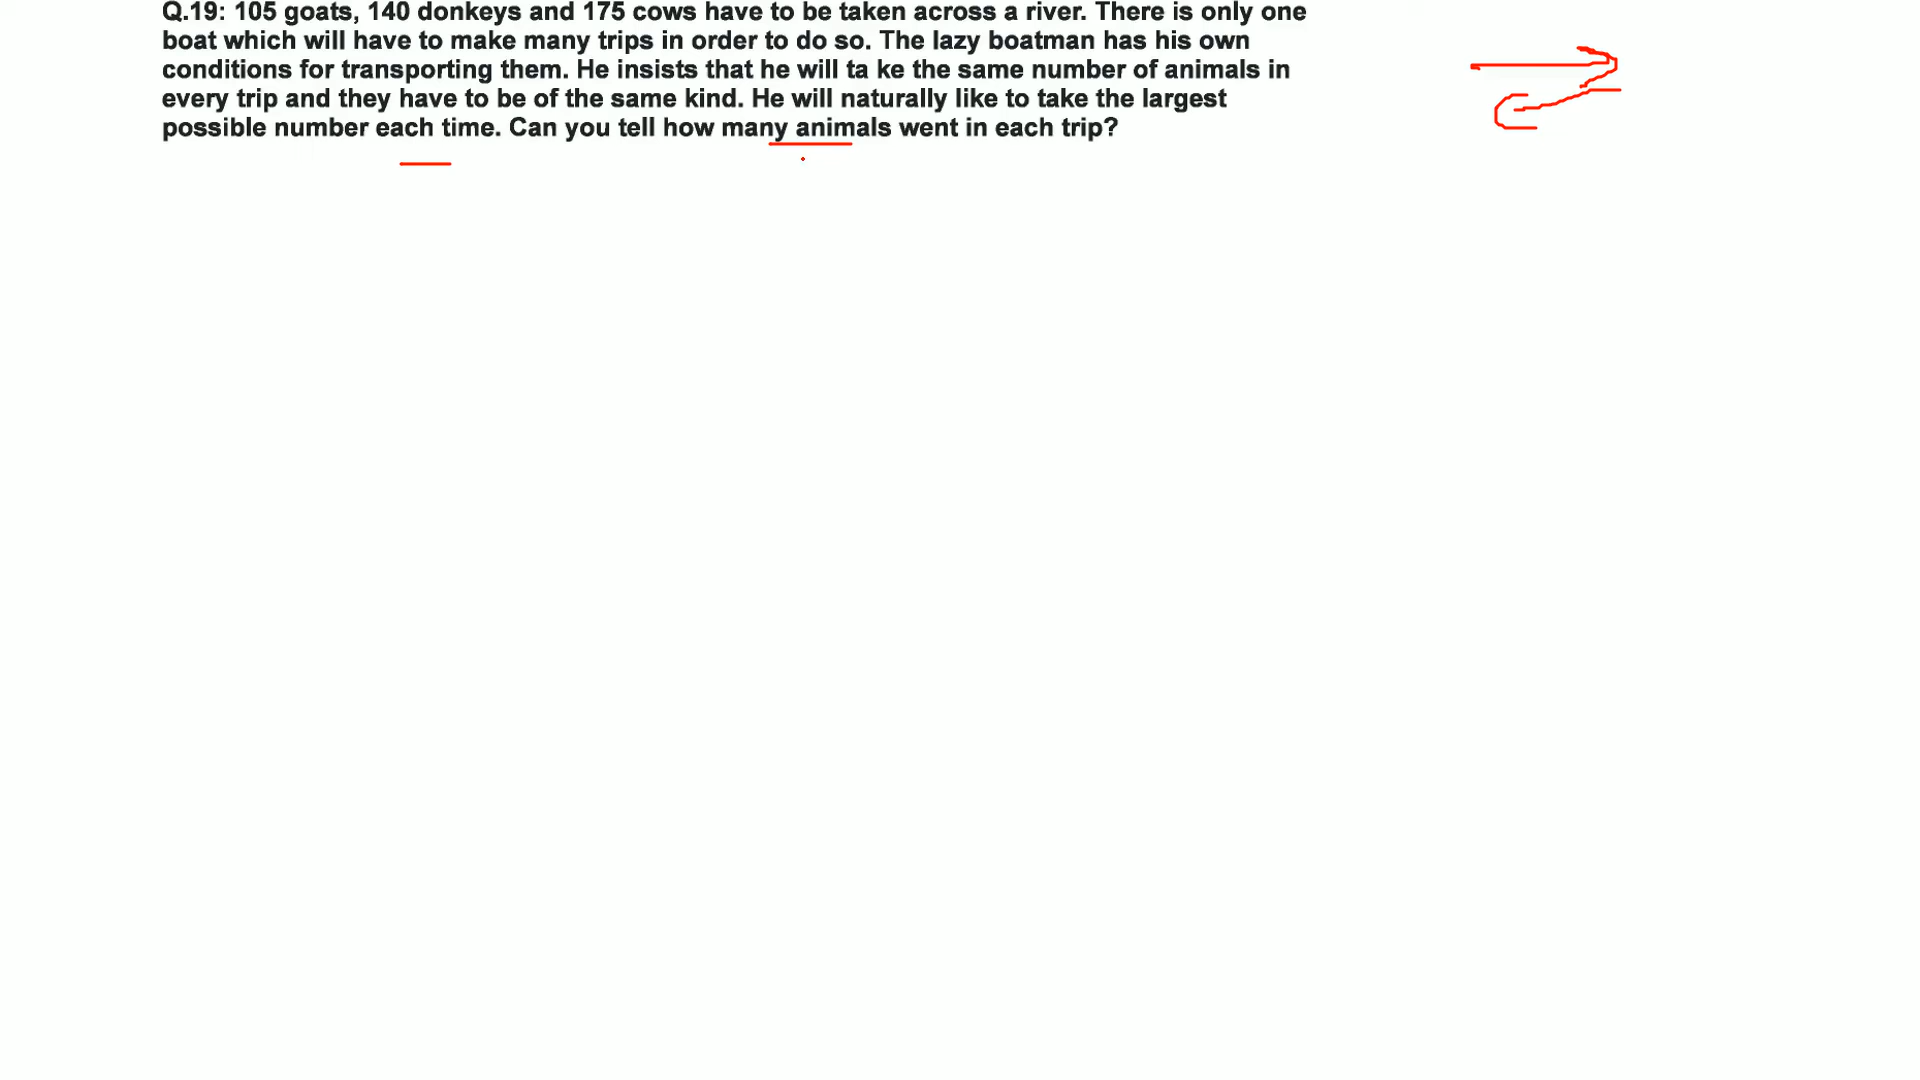 Q.19: 105 goats, 140 donkeys and 175 cows have to be taken across a river. There is only one
boat which will have to make many trips in order to do so. The lazy boatman has his own
conditions for transporting them. He insists that he will ta ke the same number of animals in
every trip and they have to be of the same kind. He will naturally like to take the largest
possible number each time. Can you tell how many animals went in each trip?